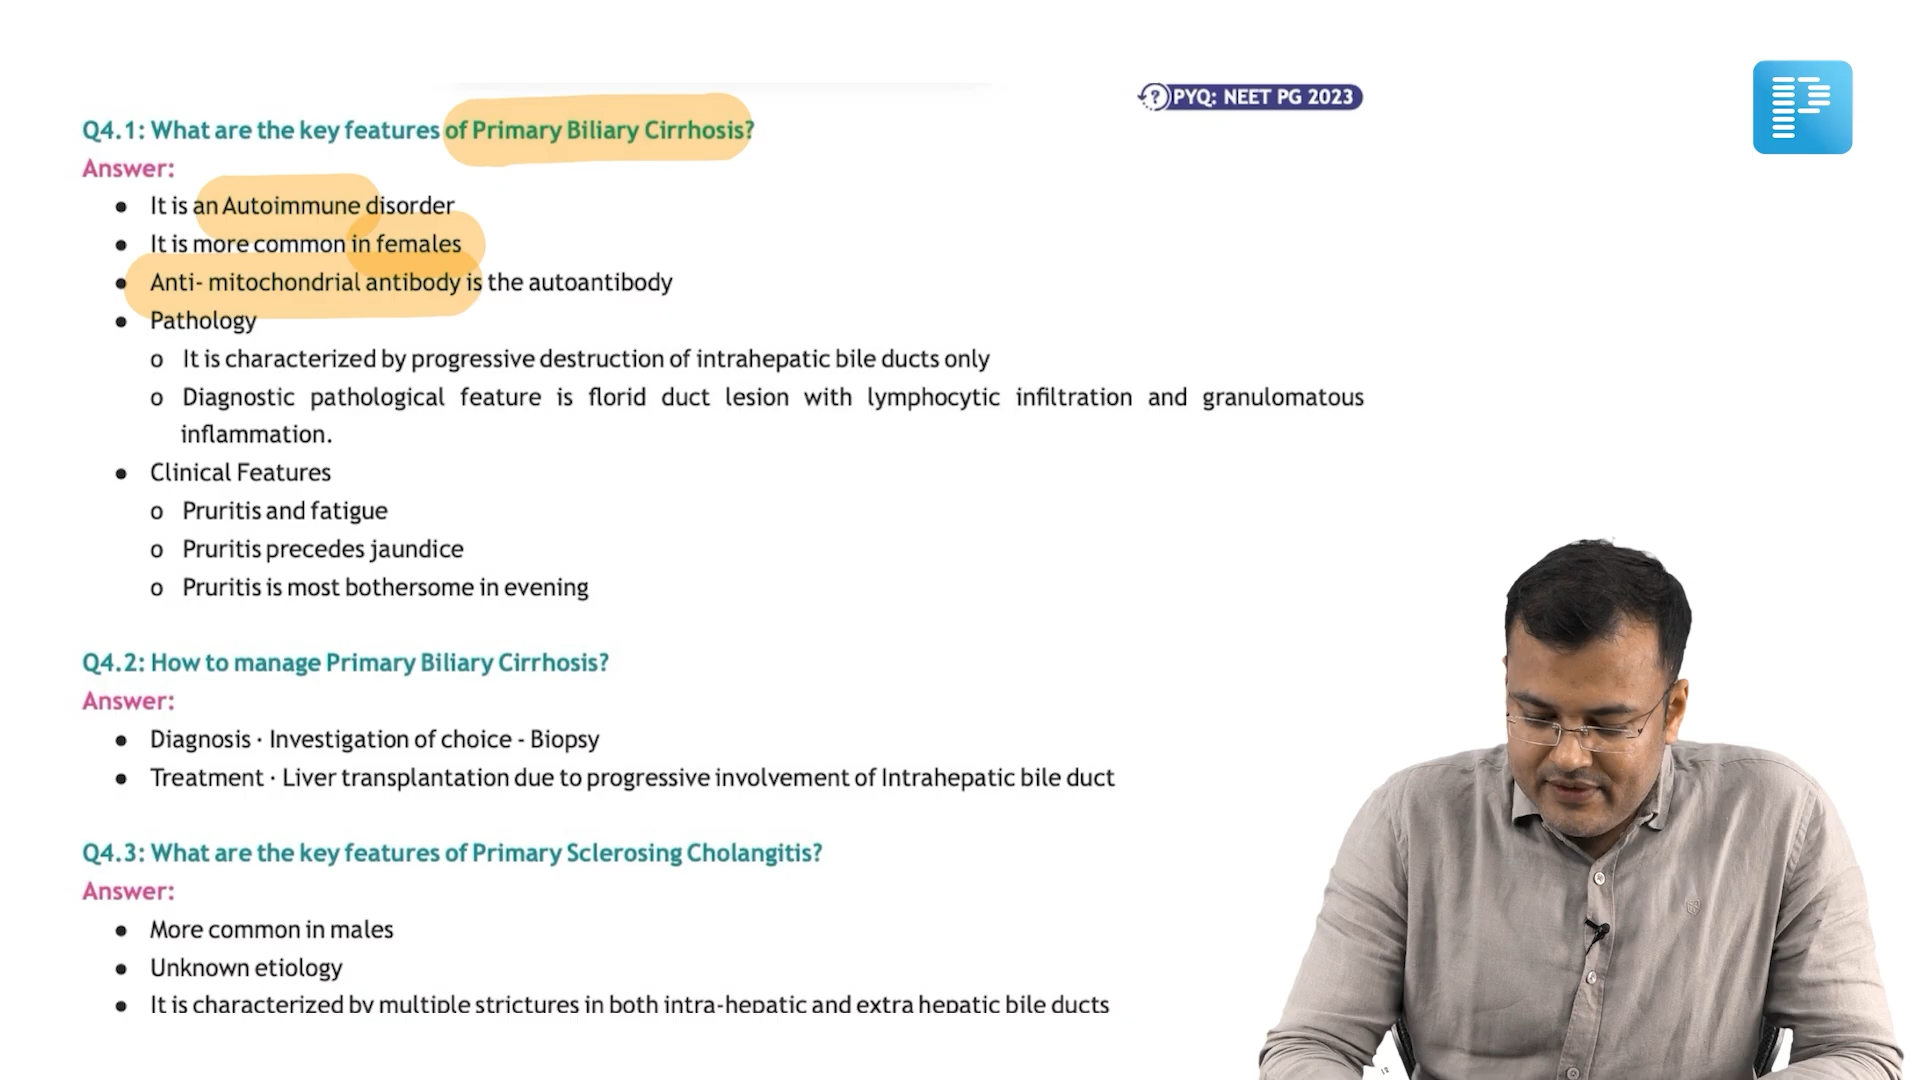 PYQ: NEET PG 2023
Q4.1: What are the key features of Primary Biliary Cirrhosis?
Answer:
● It is an Autoimmune disorder
● It is more common in females
● Anti- mitochondrial antibody is the autoantibody
● Pathology
o It is characterized by progressive destruction of intrahepatic bile ducts only
o Diagnostic pathological feature is florid duct lesion with lymphocytic infiltration and granulomatous
inflammation.
● Clinical Features
o Pruritis and fatigue
o Pruritis precedes jaundice
o Pruritis is most bothersome in evening
Q4.2: How to manage Primary Biliary Cirrhosis?
Answer:
● Diagnosis · Investigation of choice - Biopsy
● Treatment · Liver transplantation due to progressive involvement of Intrahepatic bile duct
Q4.3: What are the key features of Primary Sclerosing Cholangitis?
Answer:
● More common in males
● Unknown etiology
● It is characterized by multiple strictures in both intra-hepatic and extra hepatic bile ducts